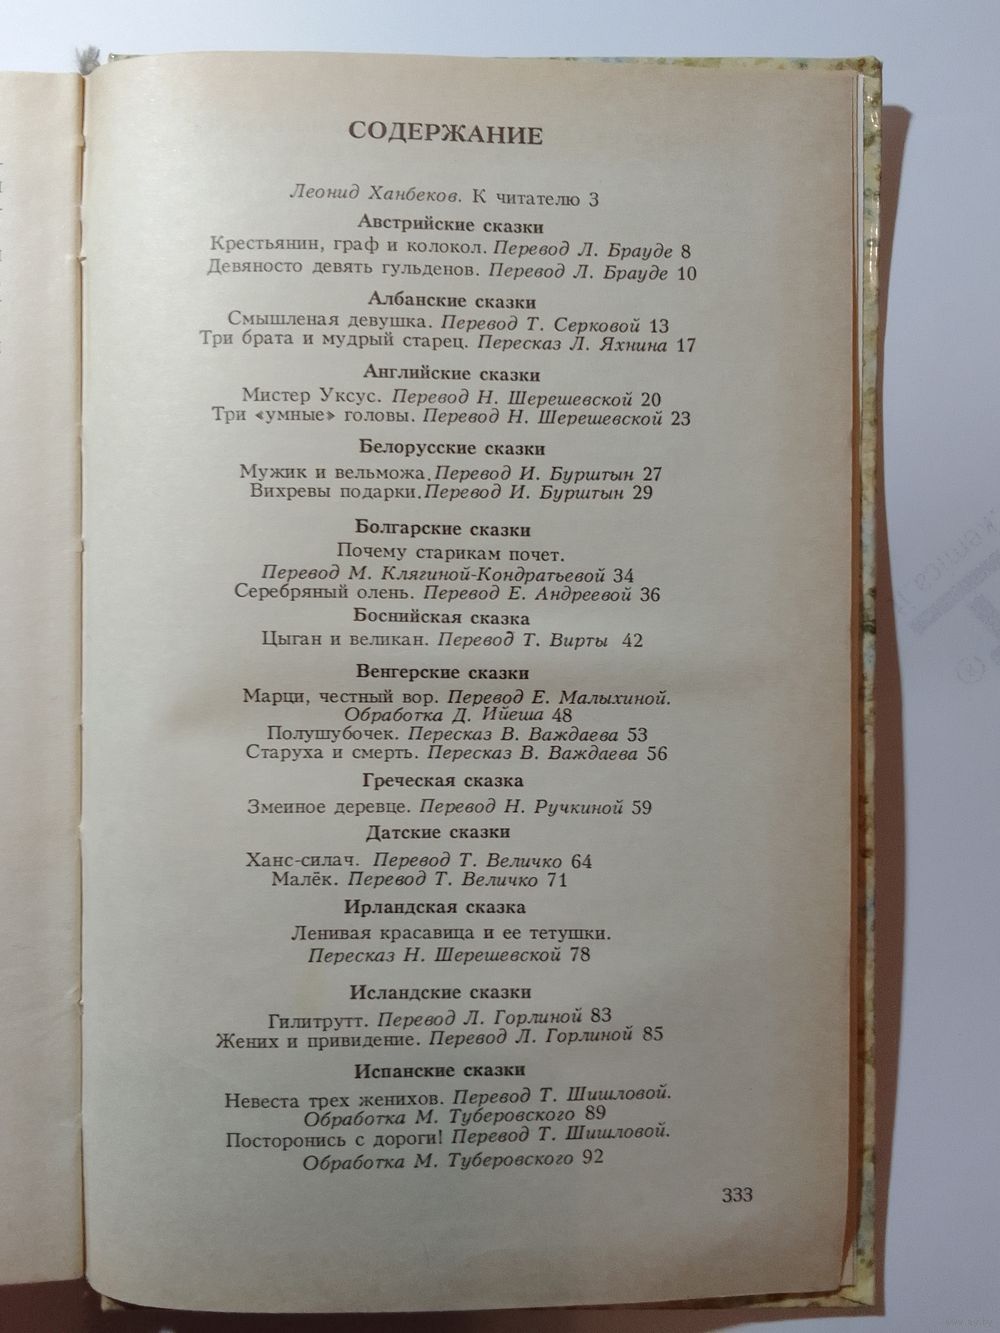 СОДЕРЖАНИЕ
Леонид Ханбеков. К читателю 3
Австрийские сказки
Крестьянин, граф и колокол. Перевод Л. Брауде 8
Девяносто девять гульденов. Перевод Л. Брауде 10
Албанские сказки
Смышленая девушка. Перевод Т. Серковой 13
Три брата и мудрый старец. Пересказ Л. Яхнина 17
Английские сказки
Мистер Уксус. Перевод Н. Шерешевской 20
Три «умные» головы. Перевод Н. Шерешевской 23
Белорусские сказки
Мужик и вельможа. Перевод И. Бурштын 27
Вихревы подарки. Перевод И. Бурштын 29
Болгарские сказки
Почему старикам почет.
Перевод М. Клягиной-Кондратьевой 34
Серебряный олень. Перевод Е. Андреевой 36
Боснийская сказка
Цыган и великан. Перевод Т. Вирты 42
Венгерские сказки
Марци, честный вор. Перевод Е. Малыхиной.
Обработка Д. Ийеша 48
Полушубочек. Пересказ В. Важдаева 53
Старуха и смерть. Пересказ В. Важдаева 56
Греческая сказка
Змеиное деревце. Перевод Н. Ручкиной 59
Датские сказки
Ханс-силач. Перевод Т. Величко 64
Малёк. Перевод Т. Величко 71
Ирландская сказка
Ленивая красавица и ее тетушки.
Пересказ Н. Шерешевской 78
Исландские сказки
Гилитрутт. Перевод Л. Горлиной 83
Жених и привидение. Перевод Л. Горлиной 85
Испанские сказки
Невеста трех женихов. Перевод Т. Шишловой.
Обработка М. Туберовского 89
Посторонись с дороги! Перевод Т. Шишловой.
Обработка М. Туберовского 92
333